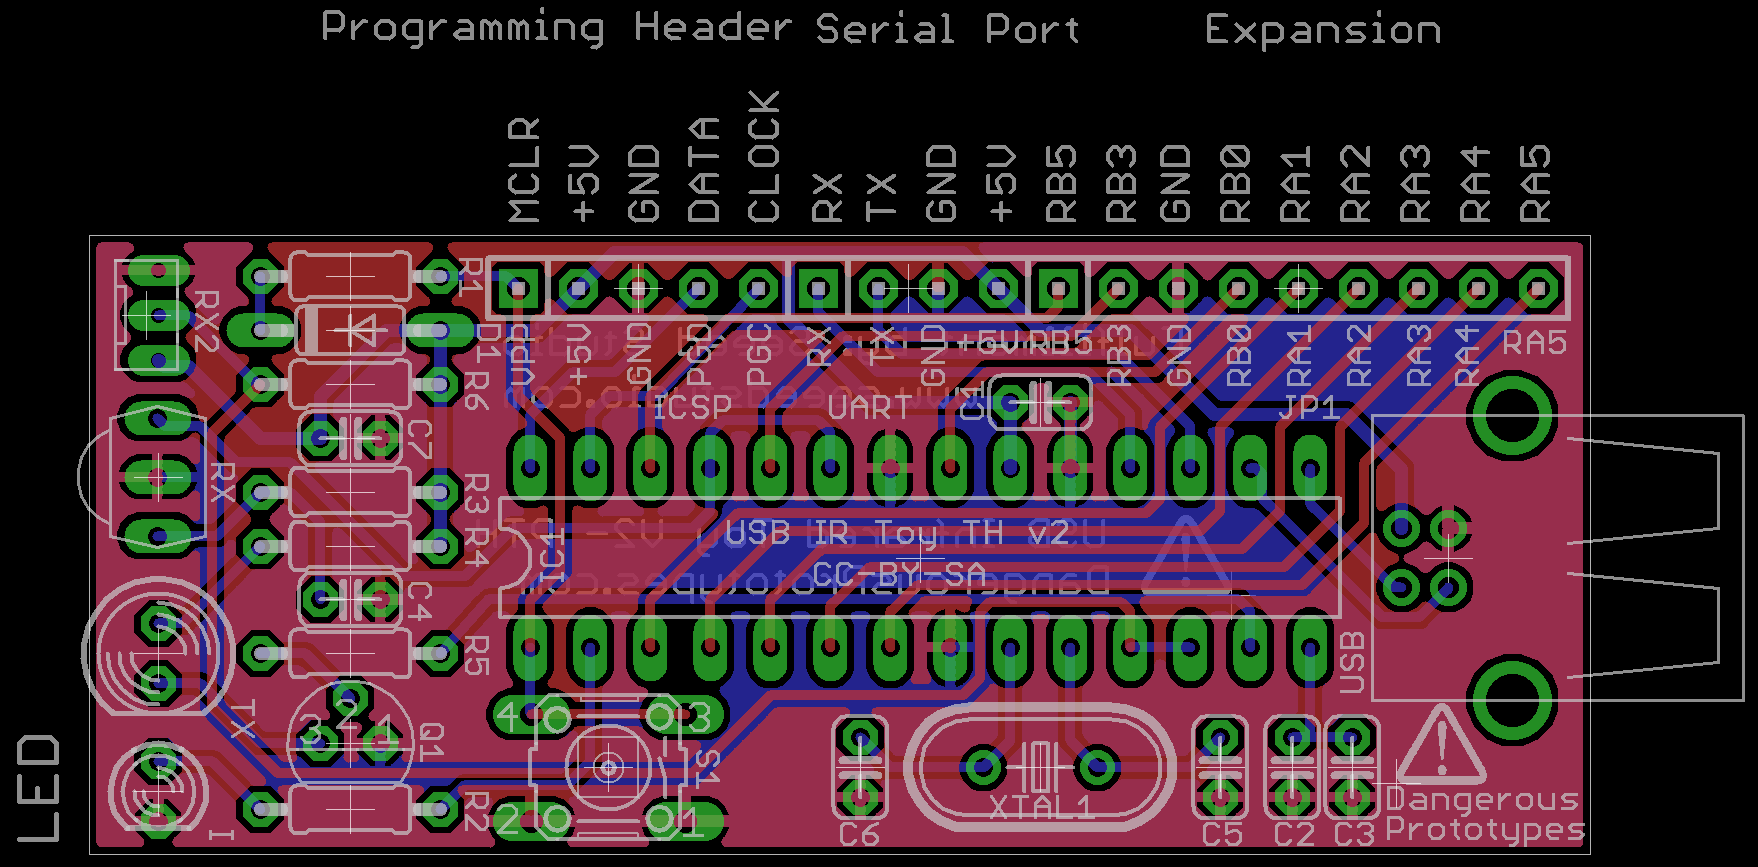 Programming Header Serial Port Expansion
MCLR
+5V
GND
DATA
CLOCK
RX
TX
GND
+5V
RB5
RB3
GND
RB0
RA1
RA2
RA3
RA4
RA5
R1
RX2
D1
VPP
+5V
GND
PGD
PGC
RX
TX
GND
+5V
RB5
RB3
GND
RB0
RA1
RA2
RA3
RA4
RA5
R6
ICSP
UART
C1
JP1
C7
RX
R3
R4
IC1
USB IR Toy TH v2
CC-BY-SA
DangerousPrototypes.com
C4
R5
USB
TX
3 2 1
Q1
4 3
S1
2 1
LED
I
R2
XTAL1
C6
C5
C2
C3
!
Dangerous
Prototypes